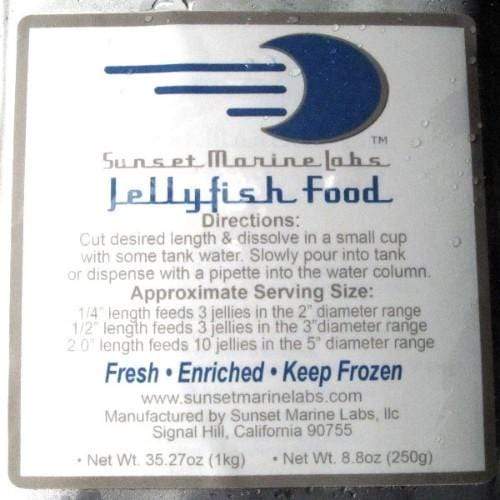 TM
Sunset Marine Labs
Jellyfish Food
Directions:
Cut desired length & dissolve in a small cup
with some tank water. Slowly pour into tank
or dispense with a pipette into the water column.
Approximate Serving Size:
1/4" length feeds 3 jellies in the 2" diameter range
1/2" length feeds 3 jellies in the 3"diameter range
2.0" length feeds 10 jellies in the 5" diameter range
Fresh • Enriched • Keep Frozen
www.sunsetmarinelabs.com
Manufactured by Sunset Marine Labs, llc
Signal Hill, California 90755
• Net Wt. 35.27oz (1kg) • Net Wt. 8.8oz (250g)